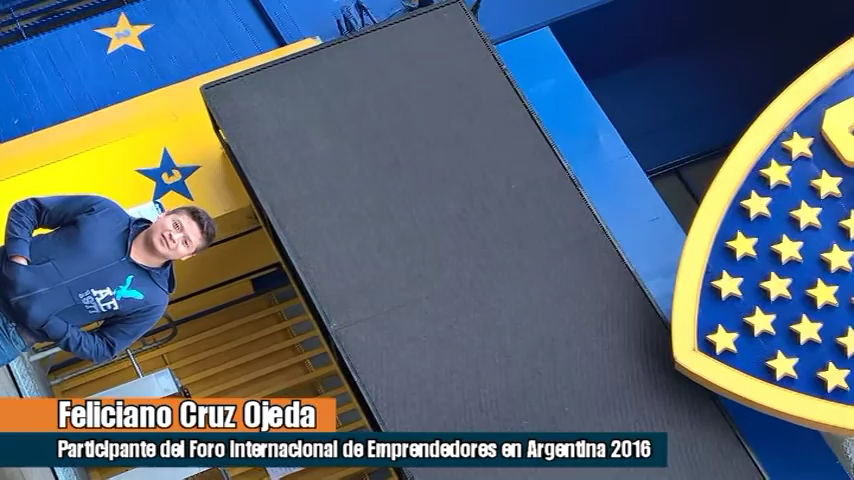 Feliciano Cruz Ojeda
Participante del Foro Internacional de Emprendedores en Argentina 2016